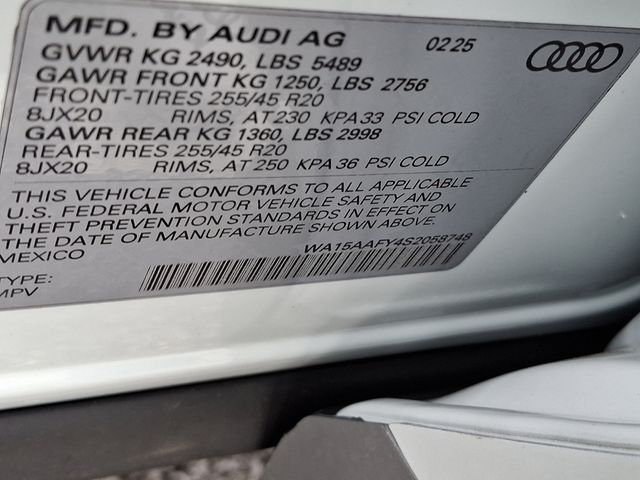 MFD. BY AUDI AG 02 25
GVWR KG 2490, LBS 5489
GAWR FRONT KG 1250, LBS 2756
FRONT-TIRES 255/45 R20
8JX20 RIMS, AT 230 KPA 33 PSI COLD
GAWR REAR KG 1360, LBS 2998
REAR-TIRES 255/45 R20
8JX20 RIMS, AT 250 KPA 36 PSI COLD
THIS VEHICLE CONFORMS TO ALL APPLICABLE
U.S. FEDERAL MOTOR VEHICLE SAFETY AND
THEFT PREVENTION STANDARDS IN EFFECT ON
THE DATE OF MANUFACTURE SHOWN ABOVE.
MEXICO WA15AAFY4S2058748
TYPE:
MPV